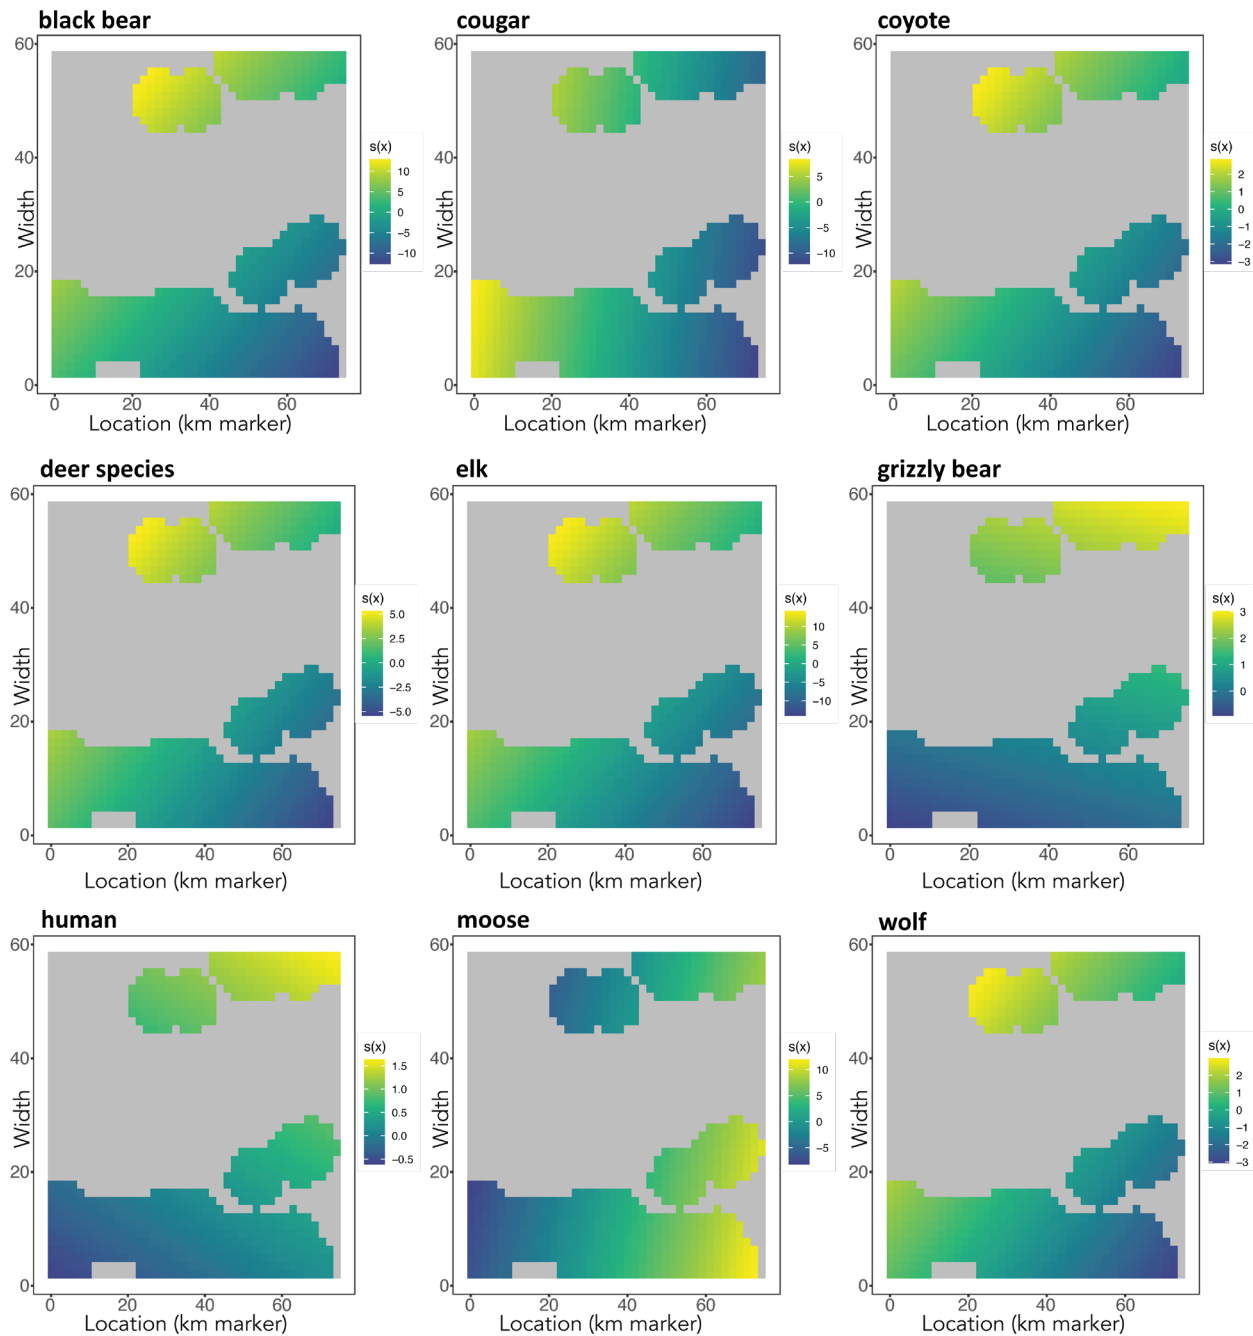 black bear
cougar
coyote
60
40
20
0
Width
0 20 40 60
Location (km marker)
s(x)
10
5
0
−5
−10
60
40
20
0
Width
0 20 40 60
Location (km marker)
s(x)
5
0
−5
−10
60
40
20
0
Width
0 20 40 60
Location (km marker)
s(x)
2
1
0
−1
−2
−3
deer species
elk
grizzly bear
60
40
20
0
Width
0 20 40 60
Location (km marker)
s(x)
5.0
2.5
0.0
−2.5
−5.0
60
40
20
0
Width
0 20 40 60
Location (km marker)
s(x)
10
5
0
−5
−10
60
40
20
0
Width
0 20 40 60
Location (km marker)
s(x)
3
2
1
0
human
moose
wolf
60
40
20
0
Width
0 20 40 60
Location (km marker)
s(x)
1.5
1.0
0.5
0.0
−0.5
60
40
20
0
Width
0 20 40 60
Location (km marker)
s(x)
10
5
0
−5
60
40
20
0
Width
0 20 40 60
Location (km marker)
s(x)
2
1
0
−1
−2
−3